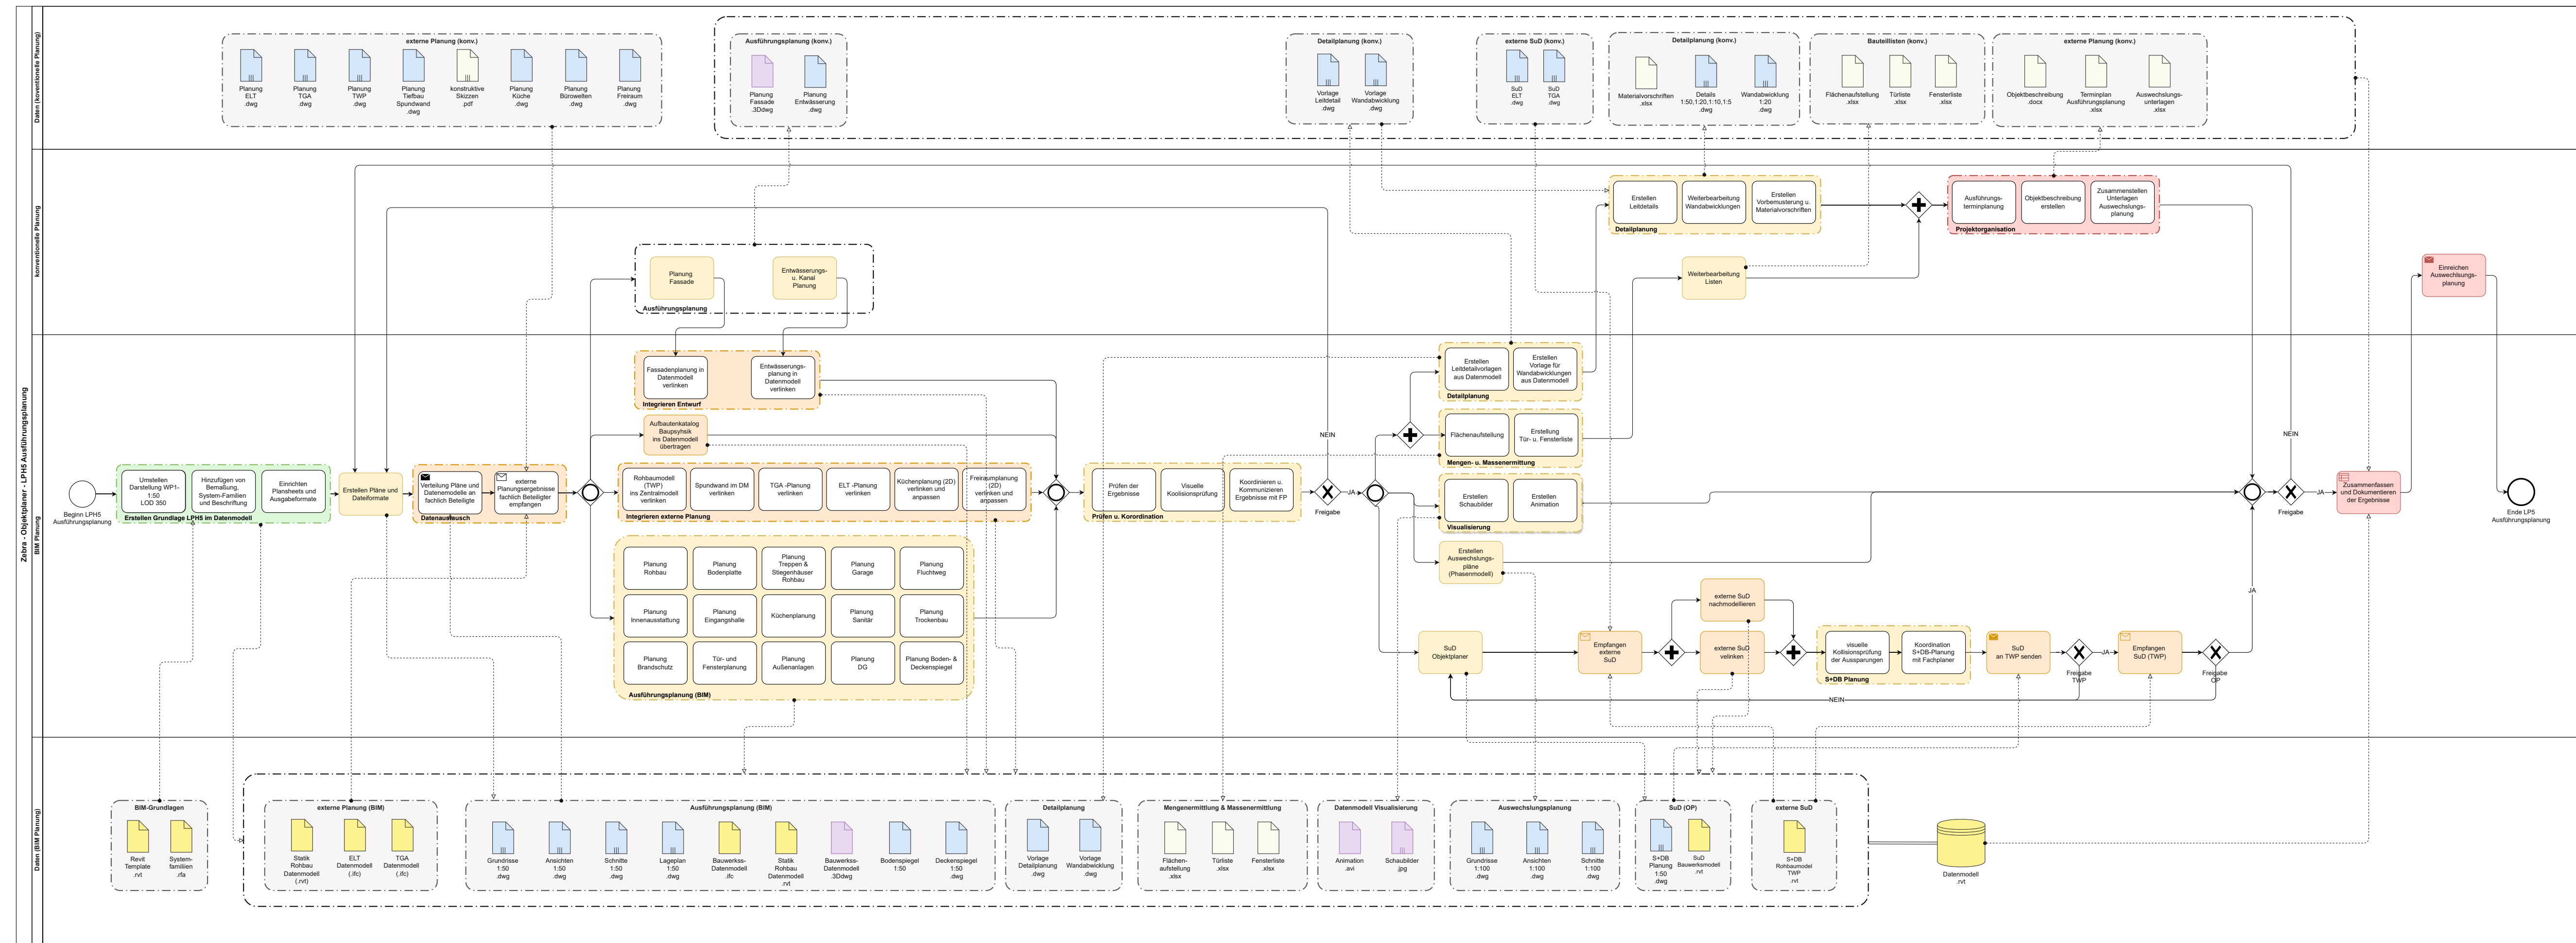 Zebra - Objektplaner - LPH5 Ausführungsplanung
Daten (koventionelle Planung)
externe Planung (konv.)
Planung
ELT
.dwg
Planung
TGA
.dwg
Planung
TWP
.dwg
Planung
Tiefbau
Spundwand
.dwg
konstruktive
Skizzen
.pdf
Planung
Küche
.dwg
Planung
Bürowelten
.dwg
Planung
Freiraum
.dwg
Ausführungsplanung (konv.)
Planung
Fassade
.3Ddwg
Planung
Entwässerung
.dwg
Detailplanung (konv.)
Vorlage
Leitdetail
.dwg
Vorlage
Wandabwicklung
.dwg
externe SuD (konv.)
SuD
ELT
.dwg
SuD
TGA
.dwg
Detailplanung (konv.)
Materialvorschriften
.xlsx
Details
1:50,1:20,1:10,1:5
.dwg
Wandabwicklung
1:20
.dwg
Bauteillisten (konv.)
Flächenaufstellung
.xlsx
Türliste
.xlsx
Fensterliste
.xlsx
externe Planung (konv.)
Objektbeschreibung
.docx
Terminplan
Ausführungsplanung
.xlsx
Auswechslungs-
unterlagen
.xlsx
konventionelle Planung
Planung
Fassade
Entwässerungs-
u. Kanal
Planung
Ausführungsplanung
Erstellen
Leitdetails
Weiterbearbeitung
Wandabwicklungen
Erstellen
Vorbemusterung u.
Materialvorschriften
Detailplanung
Weiterbearbeitung
Listen
Ausführungs-
terminplanung
Objektbeschreibung
erstellen
Zusammenstellen
Unterlagen
Auswechslungs-
planung
Projektorganisation
Einreichen
Auswechlsungs-
planung
BIM Planung
Beginn LPH5
Ausführungsplanung
Umstellen
Darstellung WP1-
1:50
LOD 350
Hinzufügen von
Bemaßung,
System-Familien
und Beschriftung
Einrichten
Plansheets und
Ausgabeformate
Erstellen Grundlage LPH5 im Datenmodell
Erstellen Pläne und
Dateiformate
Verteilung Pläne und
Datenemodelle an
fachlich Beteiligte
externe
Planungsergebnisse
fachlich Beteiligter
empfangen
Datenaustausch
Fassadenplanung in
Datenmodell
verlinken
Entwässerungs-
planung in
Datenmodell
verlinken
Integrieren Entwurf
Aufbautenkatalog
Baupsyhsik
ins Datenmodell
übertragen
Rohbaumodell
(TWP)
ins Zentralmodell
verlinken
Spundwand im DM
verlinken
TGA -Planung
verlinken
ELT -Planung
verlinken
Küchenplanung (2D)
verlinken und
anpassen
Freiraumplanung
(2D)
verlinken und
anpassen
Integrieren externe Planung
Planung
Rohbau
Planung
Bodenplatte
Planung
Treppen &
Stiegenhäuser
Rohbau
Planung
Garage
Planung
Fluchtweg
Planung
Innenausstattung
Planung
Eingangshalle
Küchenplanung
Planung
Sanitär
Planung
Trockenbau
Planung
Brandschutz
Tür- und
Fensterplanung
Planung
Außenanlagen
Planung
DG
Planung Boden- &
Deckenspiegel
Ausführungsplanung (BIM)
Prüfen der
Ergebnisse
Visuelle
Koolisionsprüfung
Koordinieren u.
Kommunizieren
Ergebnisse mit FP
Prüfen u. Korordination
NEIN
JA
Freigabe
Erstellen
Leitdetailvorlagen
aus Datenmodell
Erstellen
Vorlage für
Wandabwicklungen
aus Datenmodell
Detailplanung
Flächenaufstellung
Erstellung
Tür- u. Fensterliste
Mengen- u. Massenermittlung
Erstellen
Schaubilder
Erstellen
Animation
Visualisierung
Erstellen
Auswechslungs-
pläne
(Phasenmodell)
SuD
Objektplaner
Empfangen
externe
SuD
externe SuD
nachmodellieren
externe SuD
velinken
visuelle
Kollisionsprüfung
der Aussparungen
Koordination
S+DB-Planung
mit Fachplaner
S+DB Planung
SuD
an TWP senden
JA
Freigabe
TWP
Empfangen
SuD (TWP)
Freigabe
OP
NEIN
JA
NEIN
JA
Freigabe
Zusammenfassen
und Dokumentieren
der Ergebnisse
Ende LP5
Ausführungsplanung
Daten (BIM Planung)
BIM-Grundlagen
Revit
Template
.rvt
System-
familien
.rfa
externe Planung (BIM)
Statik
Rohbau
Datenmodell
(.rvt)
ELT
Datenmodell
(.ifc)
TGA
Datenmodell
(.ifc)
Ausführungsplanung (BIM)
Grundrisse
1:50
.dwg
Ansichten
1:50
.dwg
Schnitte
1:50
.dwg
Lageplan
1:50
.dwg
Bauwerkss-
Datenmodell
.ifc
Statik
Rohbau
Datenmodell
.rvt
Bauwerkss-
Datenmodell
.3Ddwg
Bodenspiegel
1:50
Deckenspiegel
1:50
.dwg
Detailplanung
Vorlage
Detailplanung
.dwg
Vorlage
Wandabwicklung
.dwg
Mengenermittlung & Massenermittlung
Flächen-
aufstellung
.xlsx
Türliste
.xlsx
Fensterliste
.xlsx
Datenmodell Visualisierung
Animation
.avi
Schaubilder
.jpg
Auswechslungsplanung
Grundrisse
1:100
.dwg
Ansichten
1:100
.dwg
Schnitte
1:100
.dwg
SuD (OP)
S+DB
Planung
1:50
.dwg
SuD
Bauwerksmodell
.rvt
externe SuD
S+DB
Rohbaumodel
TWP
.rvt
Datenmodell
.rvt